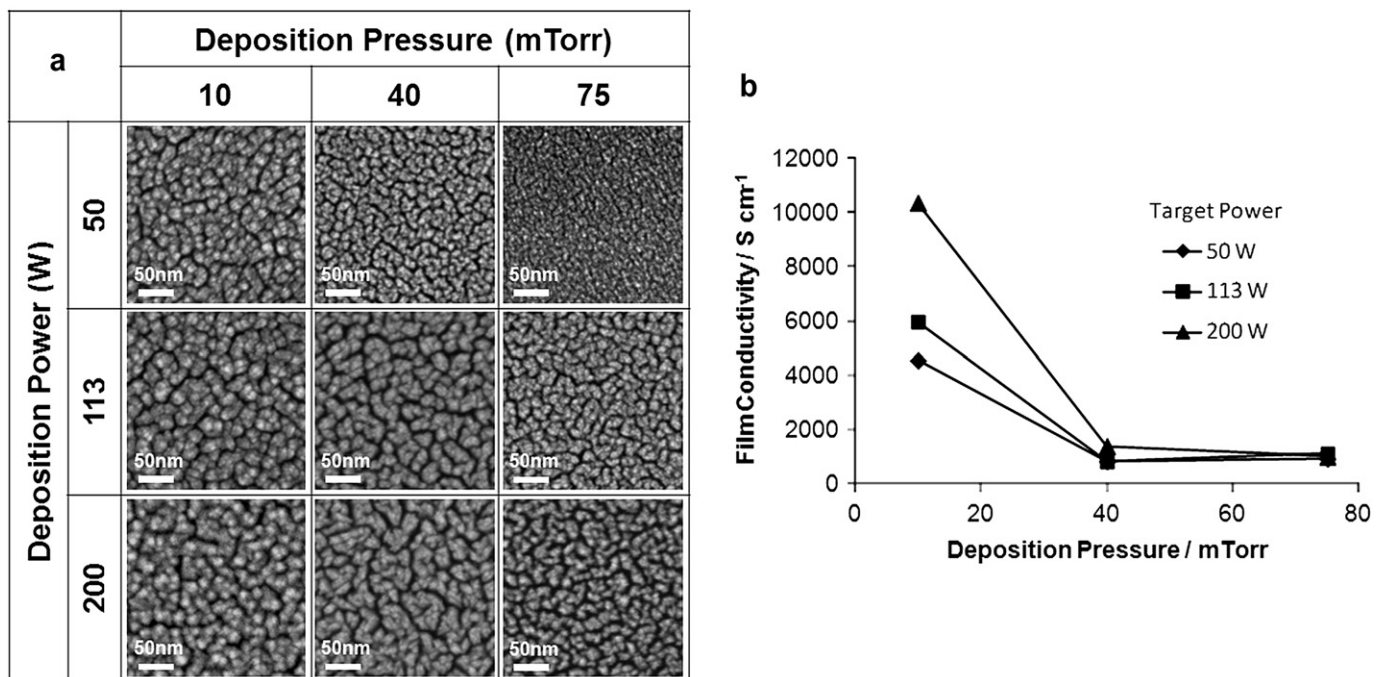 a
Deposition Pressure (mTorr)
10 40 75
Deposition Power (W)
50
50nm 50nm 50nm
113
50nm 50nm 50nm
200
50nm 50nm 50nm
b
FilmConductivity / S cm⁻¹
12000
10000
8000
6000
4000
2000
0
0 20 40 60 80
Deposition Pressure / mTorr
Target Power
50 W
113 W
200 W